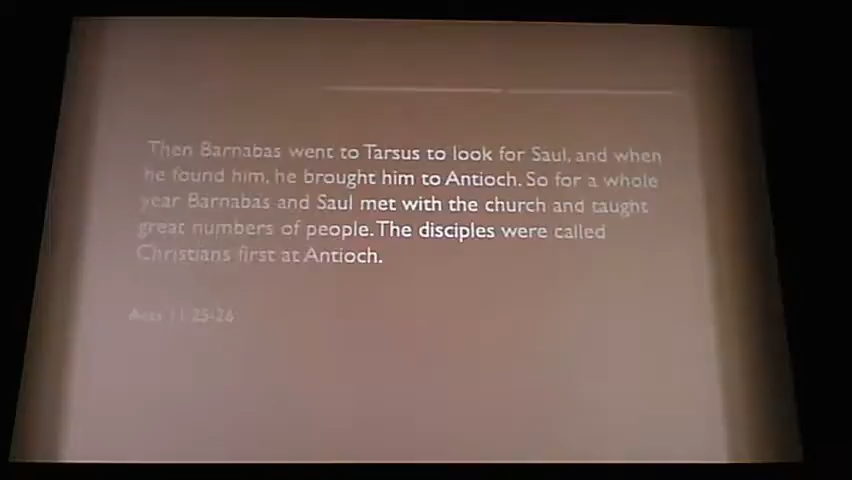 Then Barnabas went to Tarsus to look for Saul, and when
he found him, he brought him to Antioch. So for a whole
year Barnabas and Saul met with the church and taught
great numbers of people. The disciples were called
Christians first at Antioch.
Acts 11:25-26